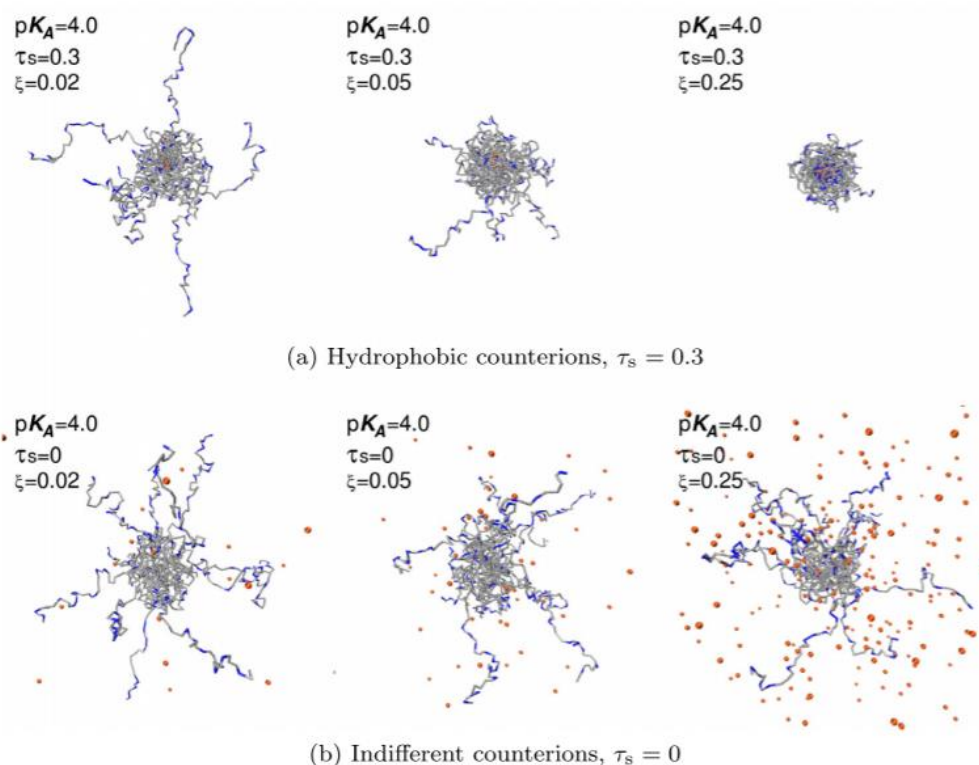 pKA=4.0
τs=0.3
ξ=0.02
pKA=4.0
τs=0.3
ξ=0.05
pKA=4.0
τs=0.3
ξ=0.25
(a) Hydrophobic counterions, τs = 0.3
pKA=4.0
τs=0
ξ=0.02
pKA=4.0
τs=0
ξ=0.05
pKA=4.0
τs=0
ξ=0.25
(b) Indifferent counterions, τs = 0